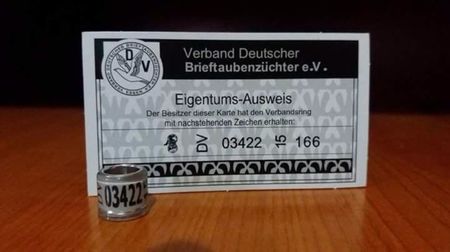 Verband Deutscher
Brieftaubenzüchter e.V.
D V
Eigentums-Ausweis
Der Besitzer dieser Karte hat den Verbandsring
mit nachstehenden Zeichen erhalten:
DV 03422 15 166
03422